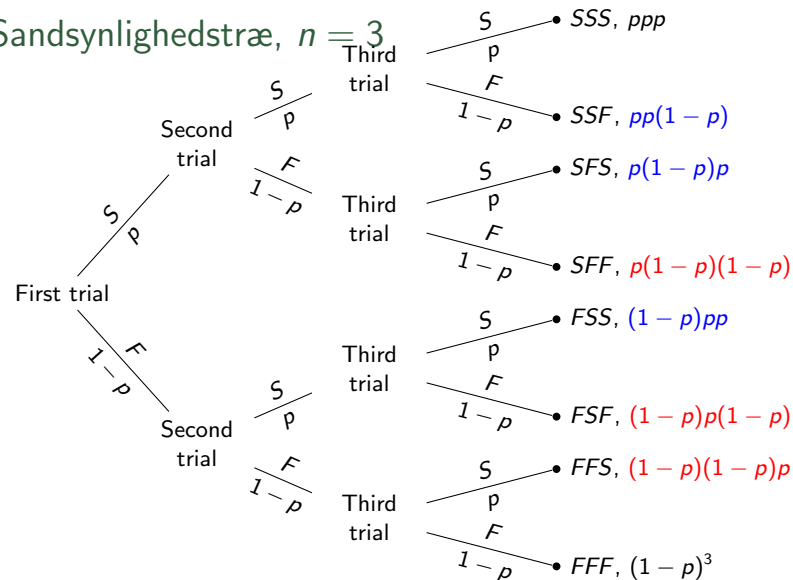 Sandsynlighedstræ, n = 3
First trial
S
p
F
1 − p
Second
trial
S
p
F
1 − p
Second
trial
S
p
F
1 − p
Third
trial
S
p
F
1 − p
Third
trial
S
p
F
1 − p
Third
trial
S
p
F
1 − p
Third
trial
S
p
F
1 − p
SSS, ppp
SSF, pp(1 − p)
SFS, p(1 − p)p
SFF, p(1 − p)(1 − p)
FSS, (1 − p)pp
FSF, (1 − p)p(1 − p)
FFS, (1 − p)(1 − p)p
FFF, (1 − p)³